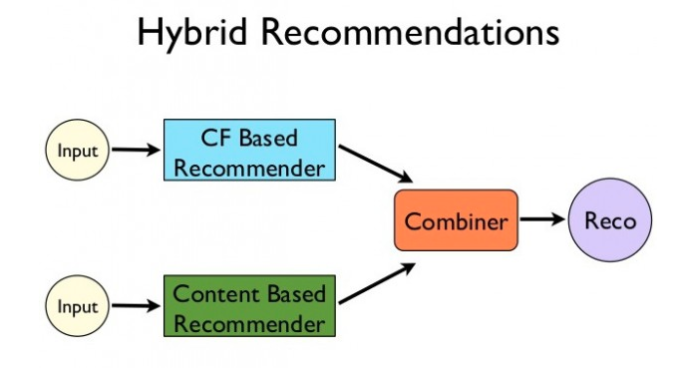 Hybrid Recommendations
Input
CF Based
Recommender
Combiner
Reco
Input
Content Based
Recommender